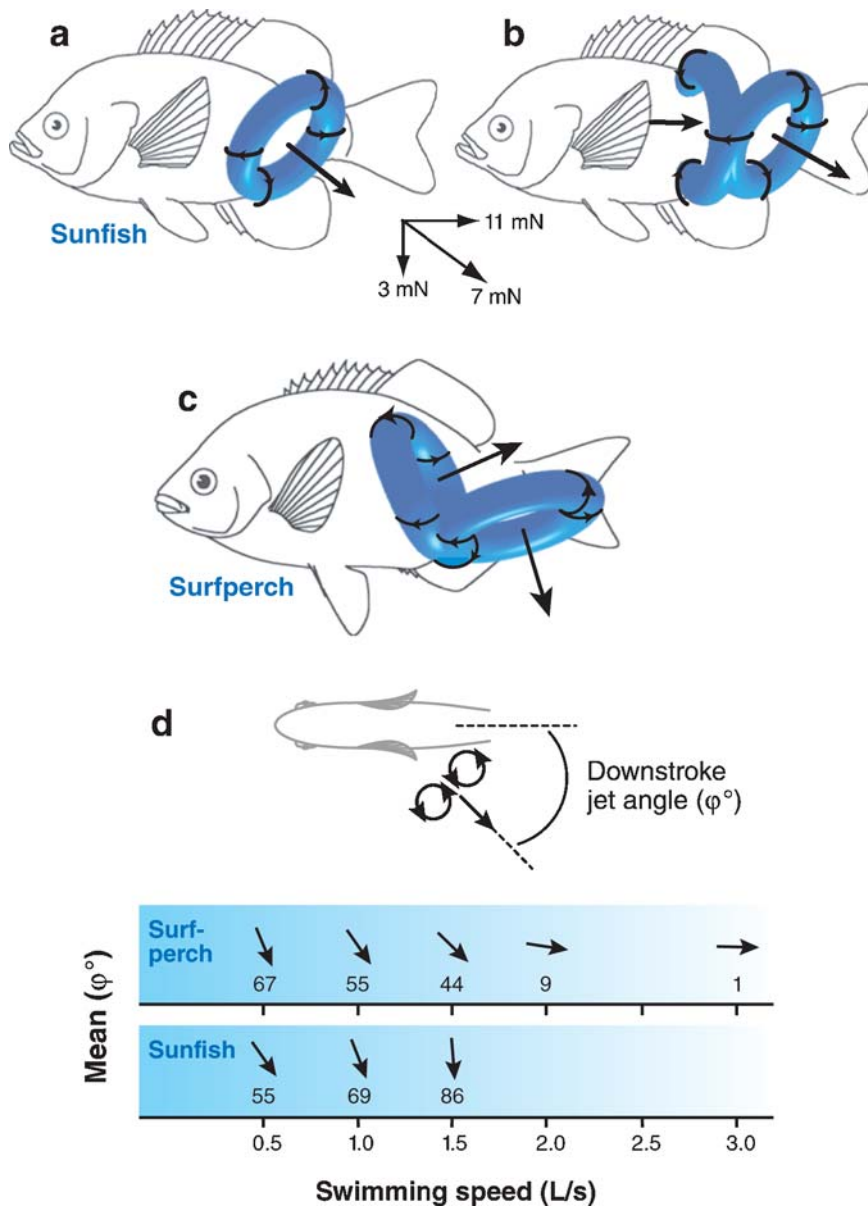 a
b
Sunfish
11 mN
3 mN
7 mN
c
Surfperch
d
Downstroke
jet angle (φ°)
Mean (φ°)
Surf-
perch
67 55 44 9 1
Sunfish
55 69 86
0.5 1.0 1.5 2.0 2.5 3.0
Swimming speed (L/s)